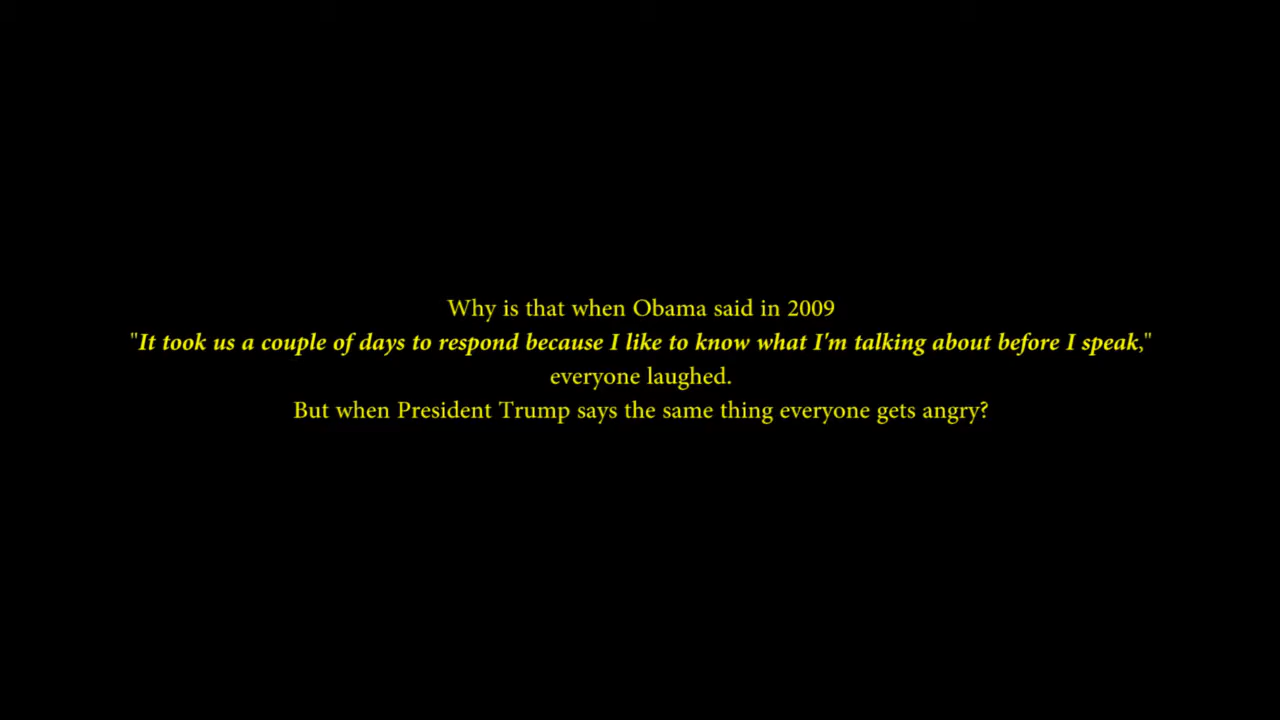 Why is that when Obama said in 2009
"It took us a couple of days to respond because I like to know what I'm talking about before I speak,"
everyone laughed.
But when President Trump says the same thing everyone gets angry?